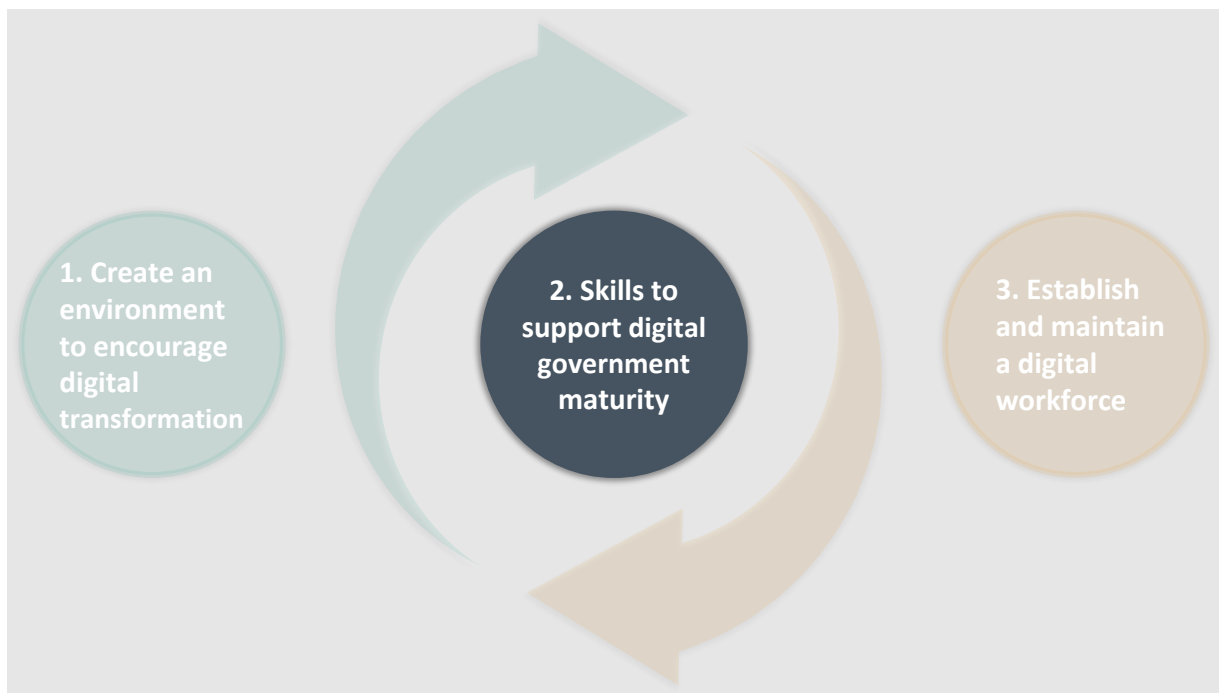 1. Create an
environment
to encourage
digital
transformation
2. Skills to
support digital
government
maturity
3. Establish
and maintain
a digital
workforce